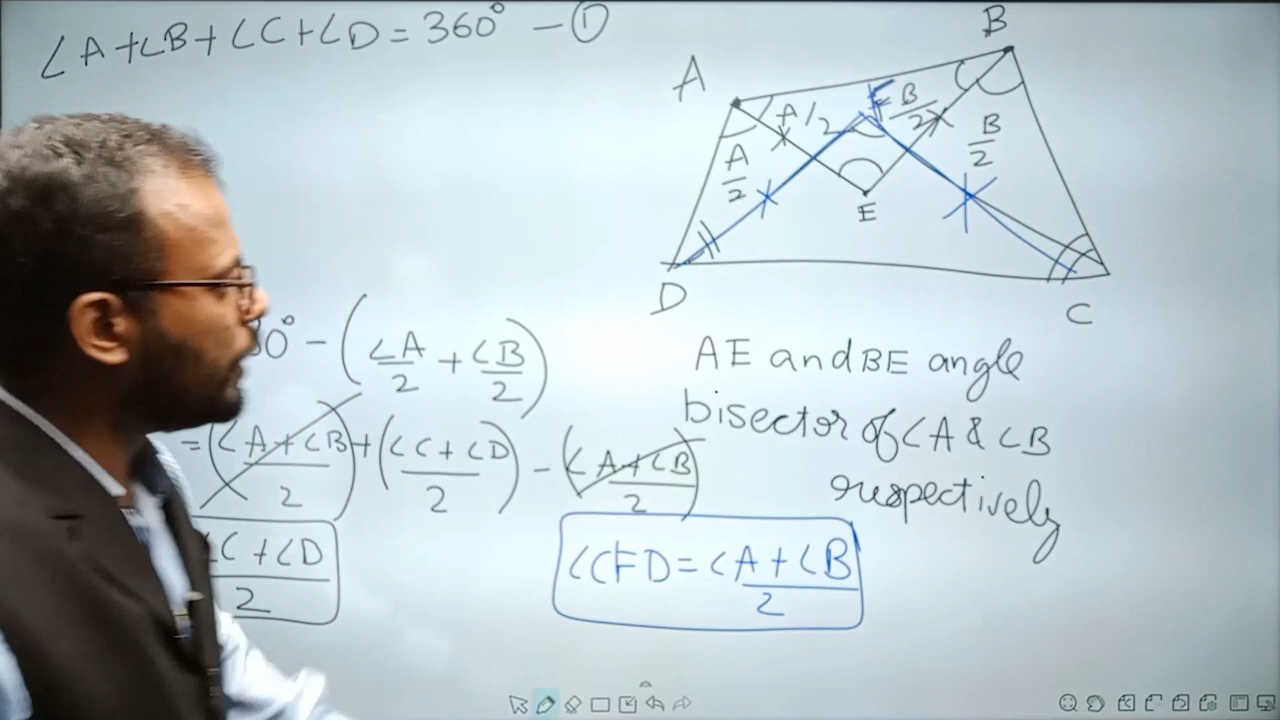 ∠A+∠B+∠C+∠D = 360° — ①
A
B
A/2
B/2
A/2
B/2
F
E
D
C
0° - (∠A/2 + ∠B/2)
= (∠A+∠B/2) + (∠C+∠D/2) - (∠A+∠B/2)
∠C+∠D/2
∠CFD = ∠A+∠B/2
AE and BE angle
bisector of ∠A & ∠B
respectively